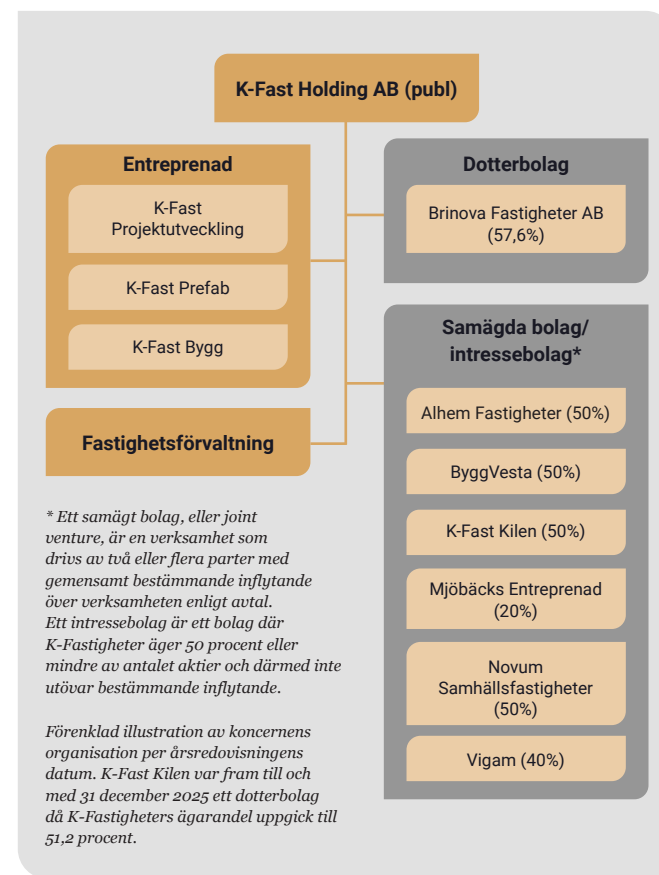 K-Fast Holding AB (publ)
Entreprenad
K-Fast
Projektutveckling
K-Fast Prefab
K-Fast Bygg
Fastighetsförvaltning
Dotterbolag
Brinova Fastigheter AB
(57,6%)
Samägda bolag/
intressebolag*
Alhem Fastigheter (50%)
ByggVesta (50%)
K-Fast Kilen (50%)
Mjöbäcks Entreprenad
(20%)
Novum
Samhällsfastigheter
(50%)
Vigam (40%)
* Ett samägt bolag, eller joint
venture, är en verksamhet som
drivs av två eller flera parter med
gemensamt bestämmande inflytande
över verksamheten enligt avtal.
Ett intressebolag är ett bolag där
K-Fastigheter äger 50 procent eller
mindre av antalet aktier och därmed inte
utövar bestämmande inflytande.
Förenklad illustration av koncernens
organisation per årsredovisningens
datum. K-Fast Kilen var fram till och
med 31 december 2025 ett dotterbolag
då K-Fastigheters ägarandel uppgick till
51,2 procent.